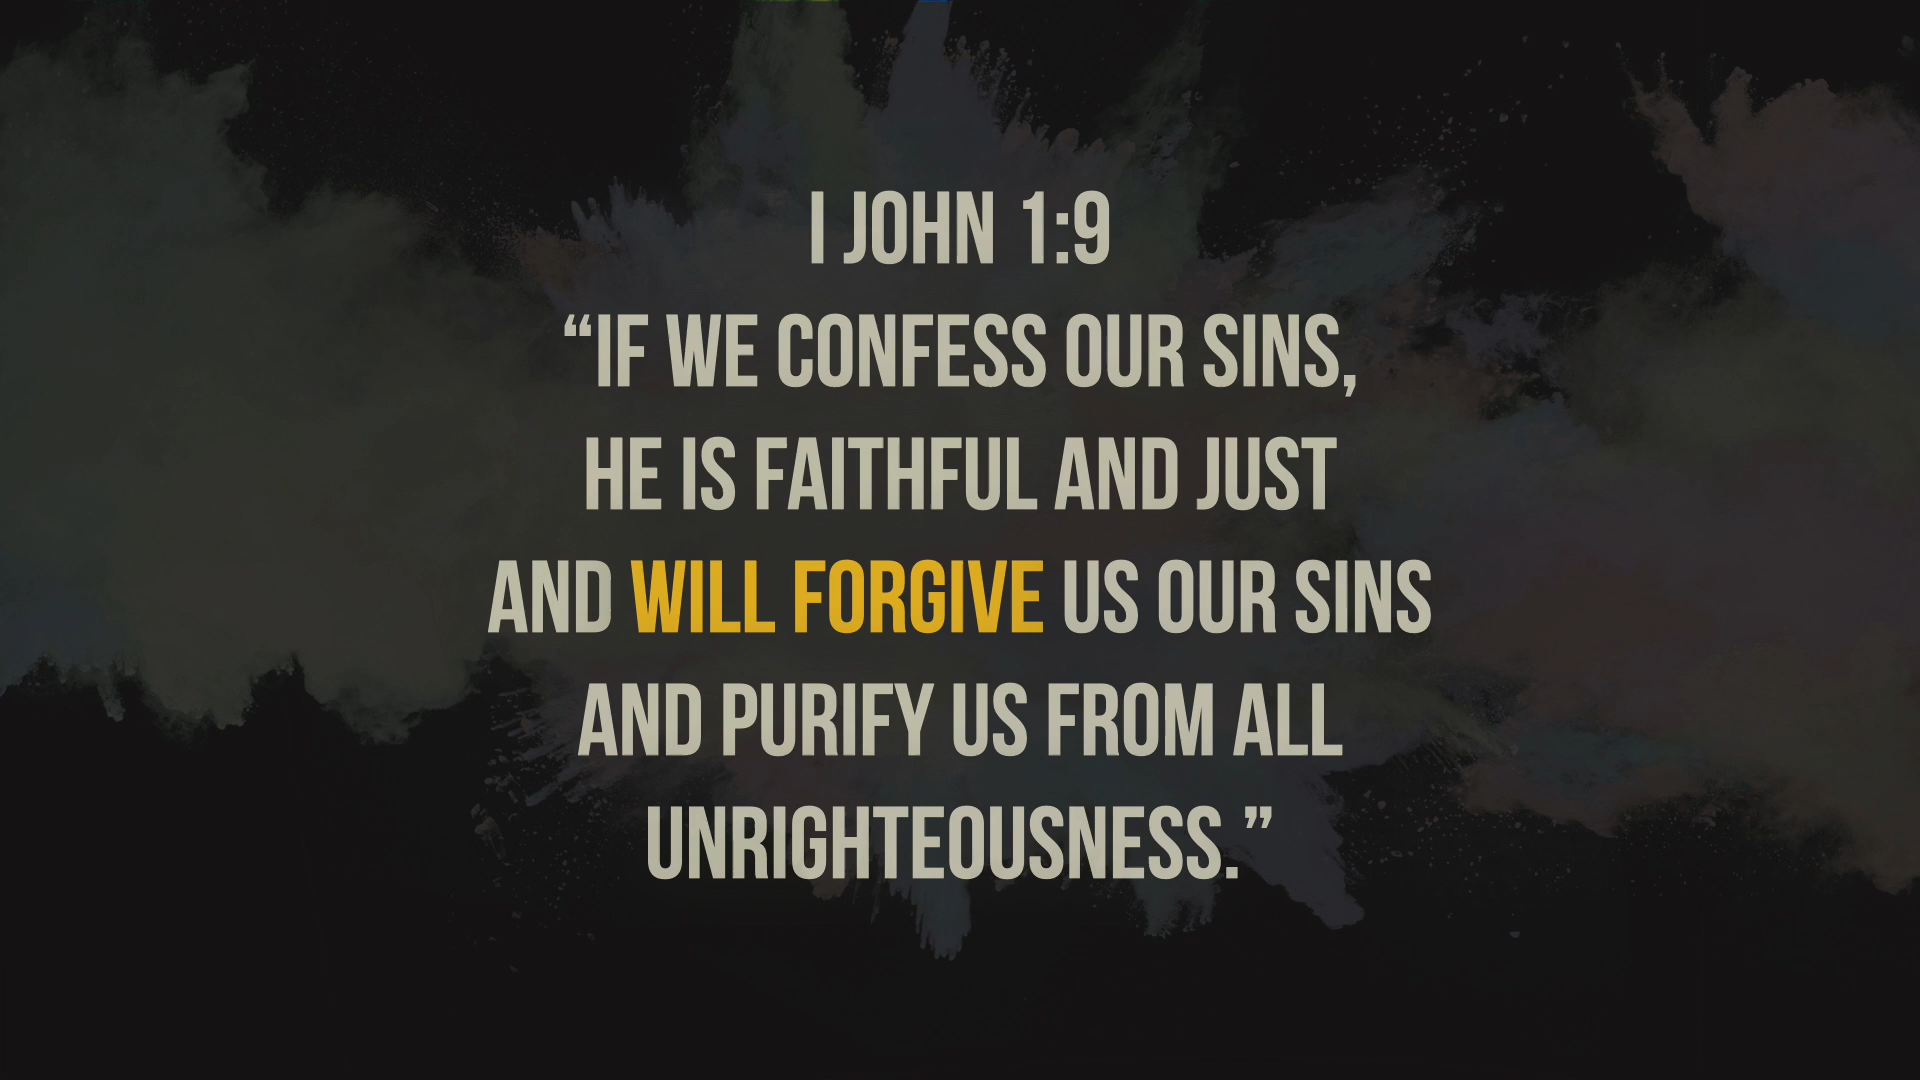 I JOHN 1:9
“IF WE CONFESS OUR SINS,
HE IS FAITHFUL AND JUST
AND WILL FORGIVE US OUR SINS
AND PURIFY US FROM ALL
UNRIGHTEOUSNESS.”